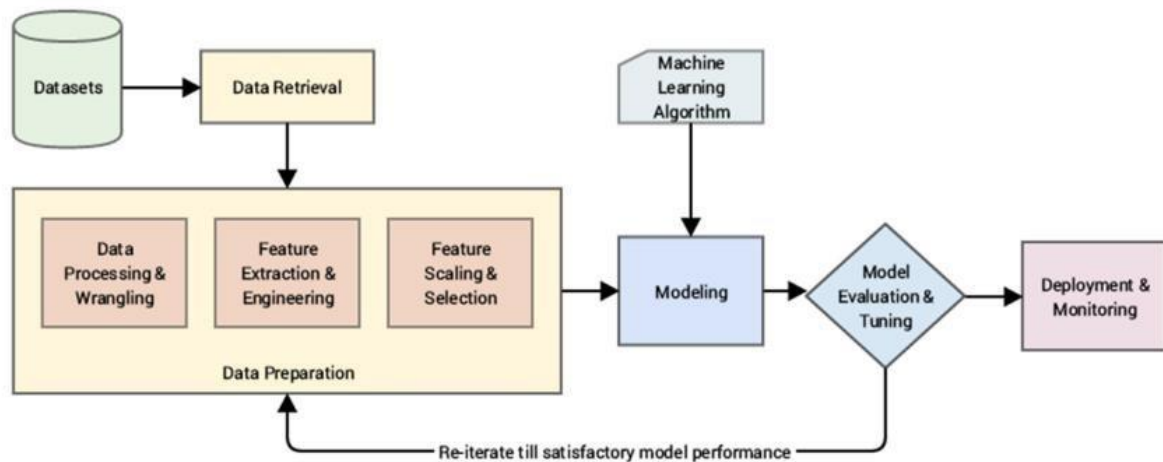 Datasets
Data Retrieval
Machine
Learning
Algorithm
Data
Processing &
Wrangling
Feature
Extraction &
Engineering
Feature
Scaling &
Selection
Data Preparation
Modeling
Model
Evaluation &
Tuning
Deployment &
Monitoring
Re-iterate till satisfactory model performance